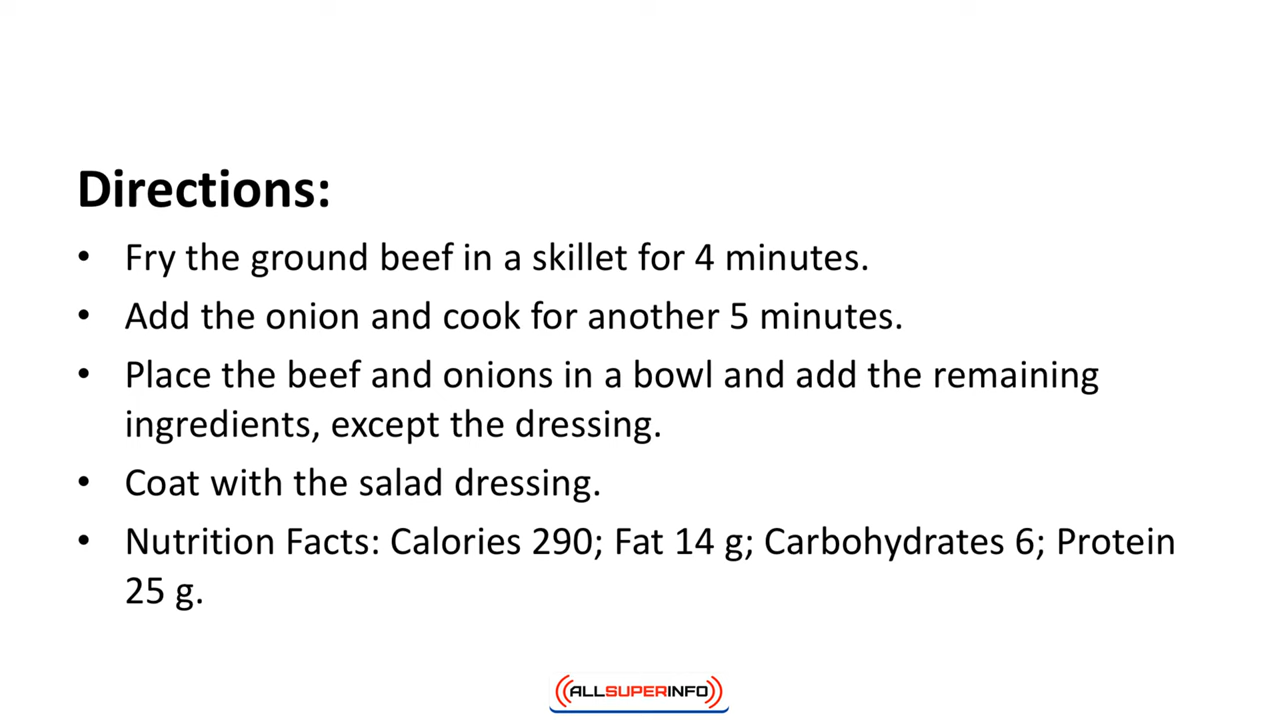 Directions:
• Fry the ground beef in a skillet for 4 minutes.
• Add the onion and cook for another 5 minutes.
• Place the beef and onions in a bowl and add the remaining
ingredients, except the dressing.
• Coat with the salad dressing.
• Nutrition Facts: Calories 290; Fat 14 g; Carbohydrates 6; Protein
25 g.
ALLSUPERINFO